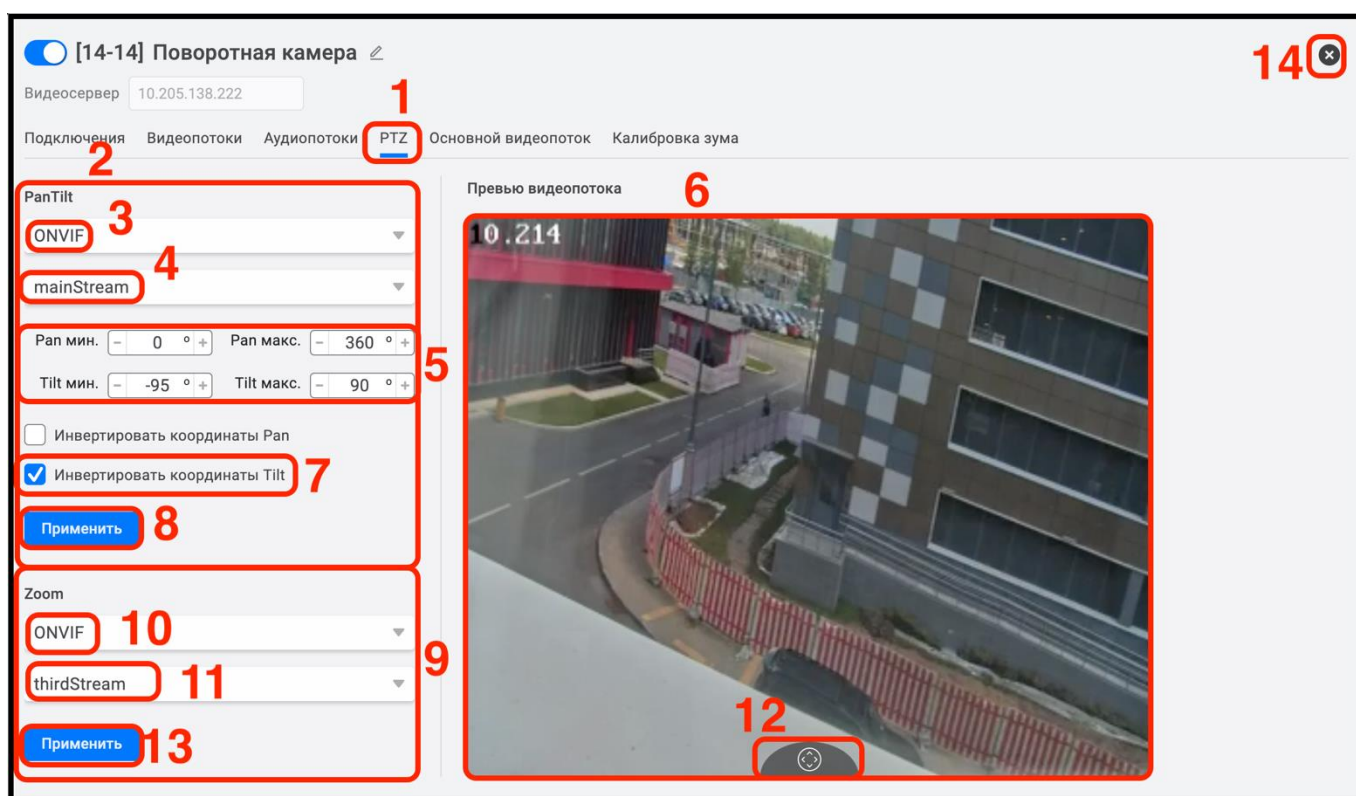 [14-14] Поворотная камера
14
Видеосервер 10.205.138.222
1
Подключения Видеопотоки Аудиопотоки PTZ Основной видеопоток Калибровка зума
2
PanTilt
Превью видеопотока
6
3
ONVIF
10.214
4
mainStream
Pan мин. - 0 ° + Pan макс. - 360 ° +
5
Tilt мин. - -95 ° + Tilt макс. - 90 ° +
Инвертировать координаты Pan
Инвертировать координаты Tilt
7
Применить
8
Zoom
ONVIF
10
9
thirdStream
11
12
Применить
13